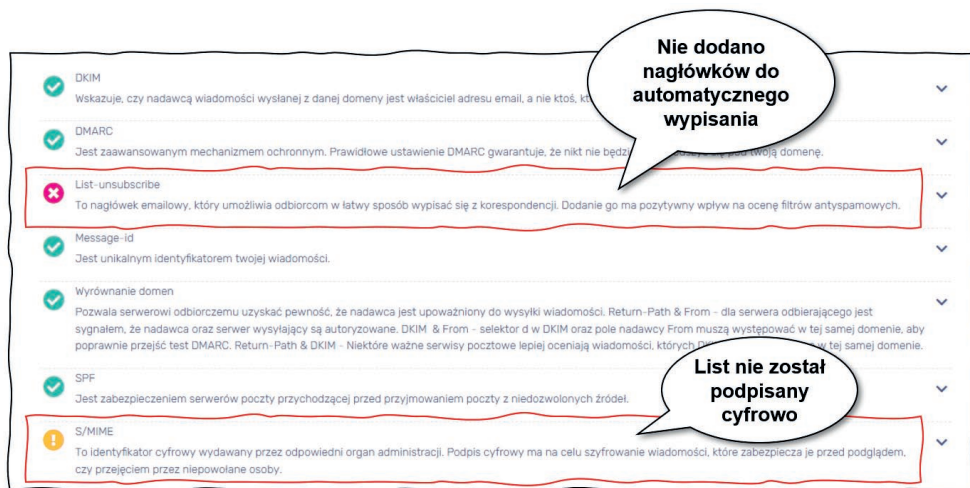 Nie dodano
nagłówków do
automatycznego
wypisania
DKIM
Wskazuje, czy nadawcą wiadomości wysłanej z danej domeny jest właściciel adresu email, a nie ktoś,
DMARC
Jest zaawansowanym mechanizmem ochronnym. Prawidłowe ustawienie DMARC gwarantuje, że nikt nie będzi pod twoją domenę.
List-unsubscribe
To nagłówek emailowy, który umożliwia odbiorcom w łatwy sposób wypisać się z korespondencji. Dodanie go ma pozytywny wpływ na ocenę filtrów antyspamowych.
Message-id
Jest unikalnym identyfikatorem twojej wiadomości.
Wyrównanie domen
Pozwala serwerowi odbiorczemu uzyskać pewność, że nadawca jest upoważniony do wysyłki wiadomości. Return-Path & From - dla serwera odbierającego jest
sygnałem, że nadawca oraz serwer wysyłający są autoryzowane. DKIM & From - selektor d w DKIM oraz pole nadawcy From muszą występować w tej samej domenie, aby
poprawnie przejść test DMARC. Return-Path & DKIM - Niektóre ważne serwisy pocztowe lepiej oceniają wiadomości, których w tej samej domenie.
List nie został
podpisany
cyfrowo
SPF
Jest zabezpieczeniem serwerów poczty przychodzącej przed przyjmowaniem poczty z niedozwolonych źródeł.
S/MIME
To identyfikator cyfrowy wydawany przez odpowiedni organ administracji. Podpis cyfrowy ma na celu szyfrowanie wiadomości, które zabezpiecza je przed podglądem,
czy przejęciem przez niepowołane osoby.